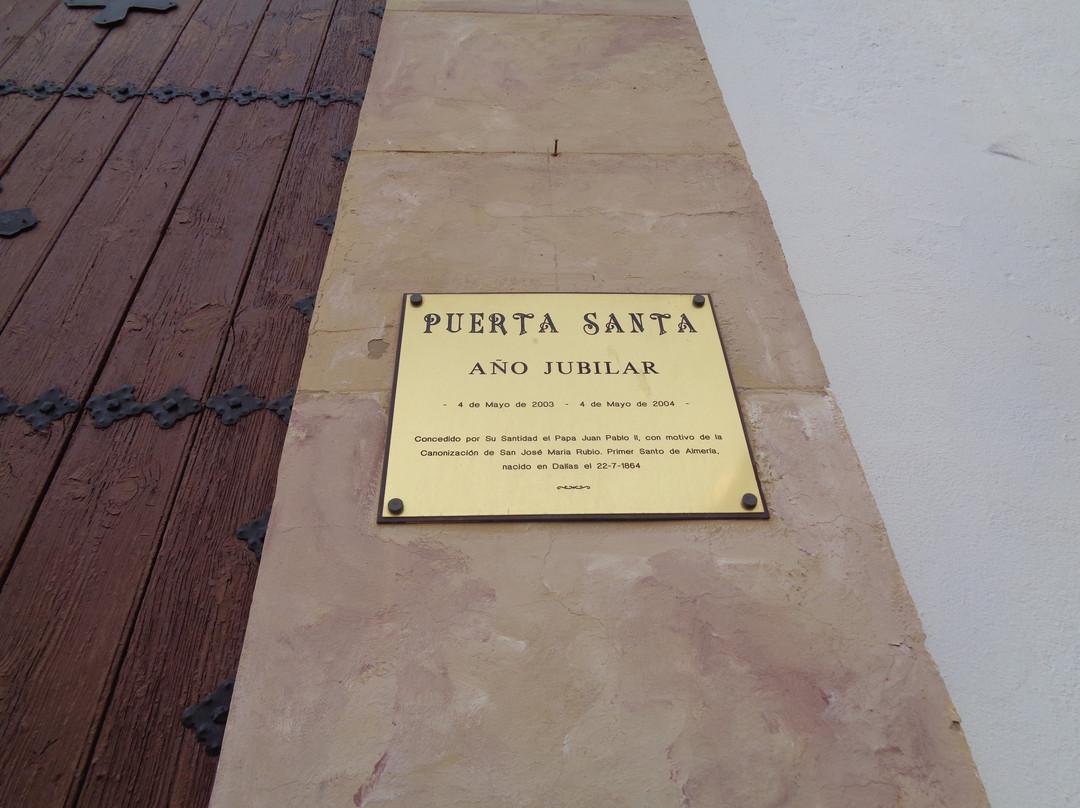 PUERTA SANTA
AÑO JUBILAR
- 4 de Mayo de 2003 - 4 de Mayo de 2004 -
Concedido por Su Santidad el Papa Juan Pablo II, con motivo de la
Canonización de San José Maria Rubio. Primer Santo de Almería,
nacido en Dalías el 22-7-1864